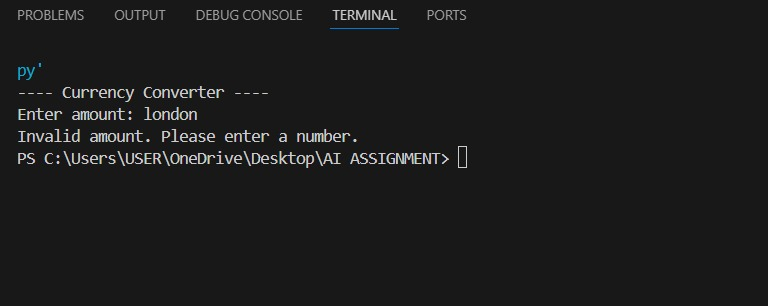 PROBLEMS OUTPUT DEBUG CONSOLE TERMINAL PORTS
py'
---- Currency Converter ----
Enter amount: london
Invalid amount. Please enter a number.
PS C:\Users\USER\OneDrive\Desktop\AI ASSIGNMENT>